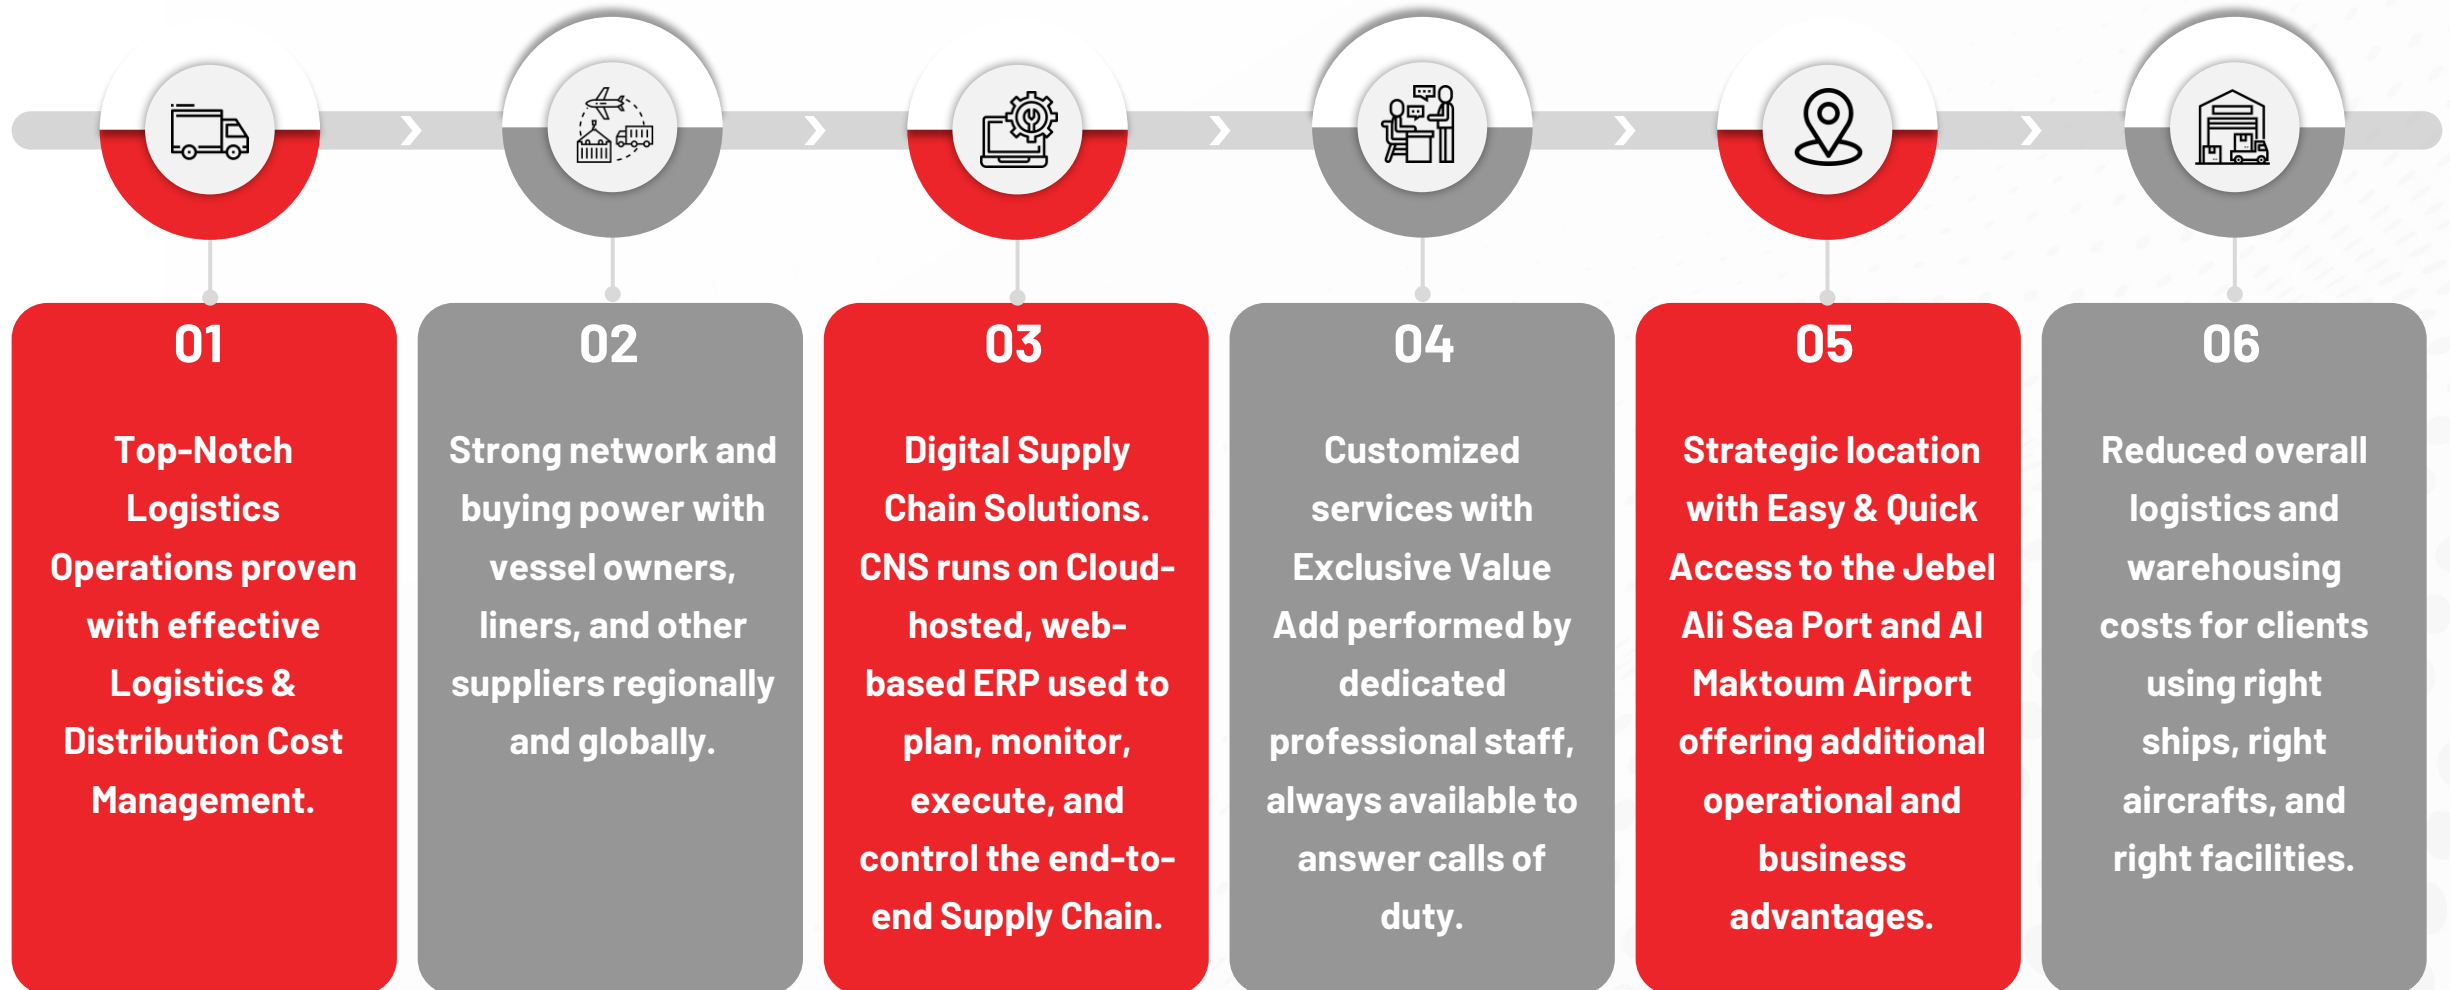 01
Top-Notch
Logistics
Operations proven
with effective
Logistics &
Distribution Cost
Management.
02
Strong network and
buying power with
vessel owners,
liners, and other
suppliers regionally
and globally.
03
Digital Supply
Chain Solutions.
CNS runs on Cloud-
hosted, web-
based ERP used to
plan, monitor,
execute, and
control the end-to-
end Supply Chain.
04
Customized
services with
Exclusive Value
Add performed by
dedicated
professional staff,
always available to
answer calls of
duty.
05
Strategic location
with Easy & Quick
Access to the Jebel
Ali Sea Port and Al
Maktoum Airport
offering additional
operational and
business
advantages.
06
Reduced overall
logistics and
warehousing
costs for clients
using right
ships, right
aircrafts, and
right facilities.